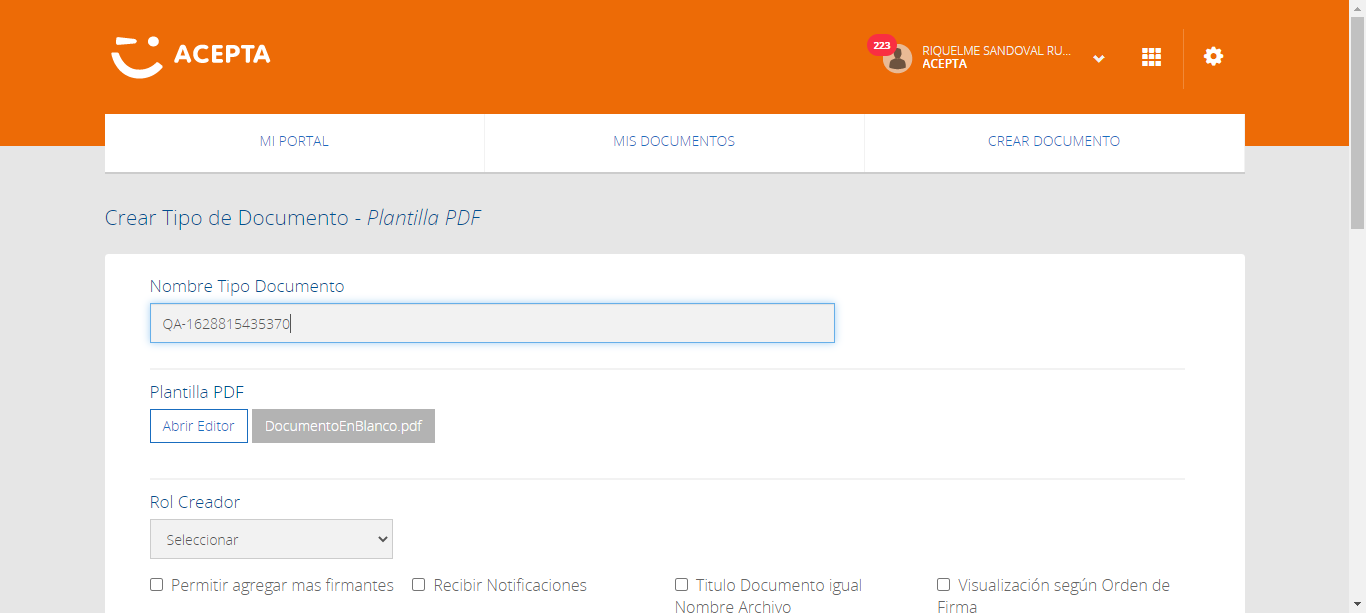 ACEPTA
223
RIQUELME SANDOVAL RU...
ACEPTA
MI PORTAL
MIS DOCUMENTOS
CREAR DOCUMENTO
Crear Tipo de Documento - Plantilla PDF
Nombre Tipo Documento
QA-1628815435370
Plantilla PDF
Abrir Editor
DocumentoEnBlanco.pdf
Rol Creador
Seleccionar
Permitir agregar mas firmantes
Recibir Notificaciones
Titulo Documento igual
Nombre Archivo
Visualización según Orden de
Firma